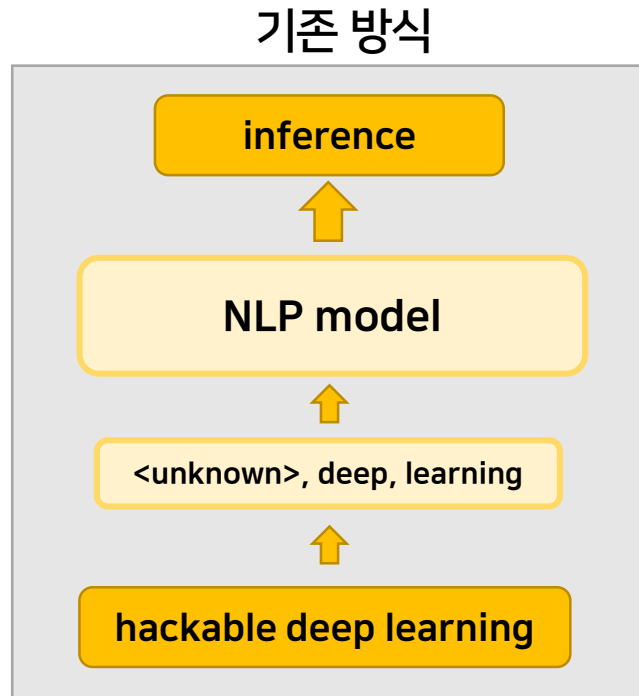 기존 방식
inference
NLP model
<unknown>, deep, learning
hackable deep learning